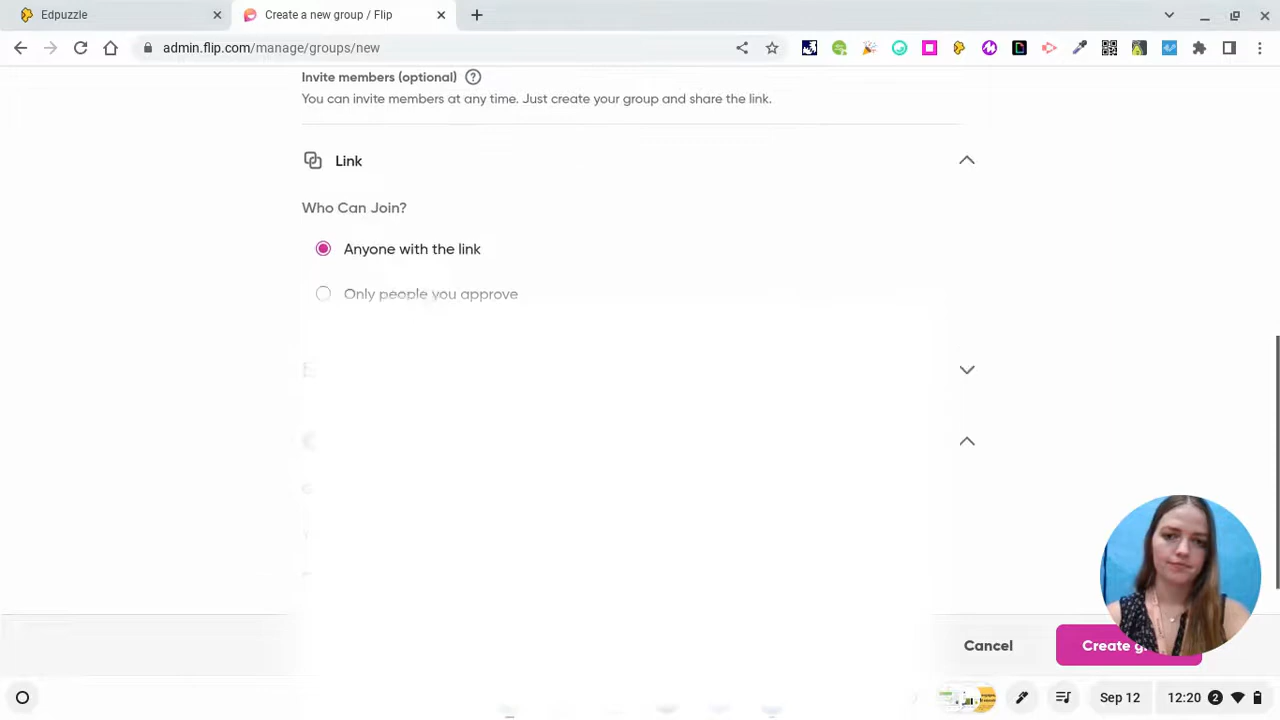 Edpuzzle
Create a new group / Flip
admin.flip.com/manage/groups/new
Invite members (optional)
You can invite members at any time. Just create your group and share the link.
Link
Who Can Join?
Anyone with the link
Only people you approve
Cancel
Create
Sep 12
12:20
2